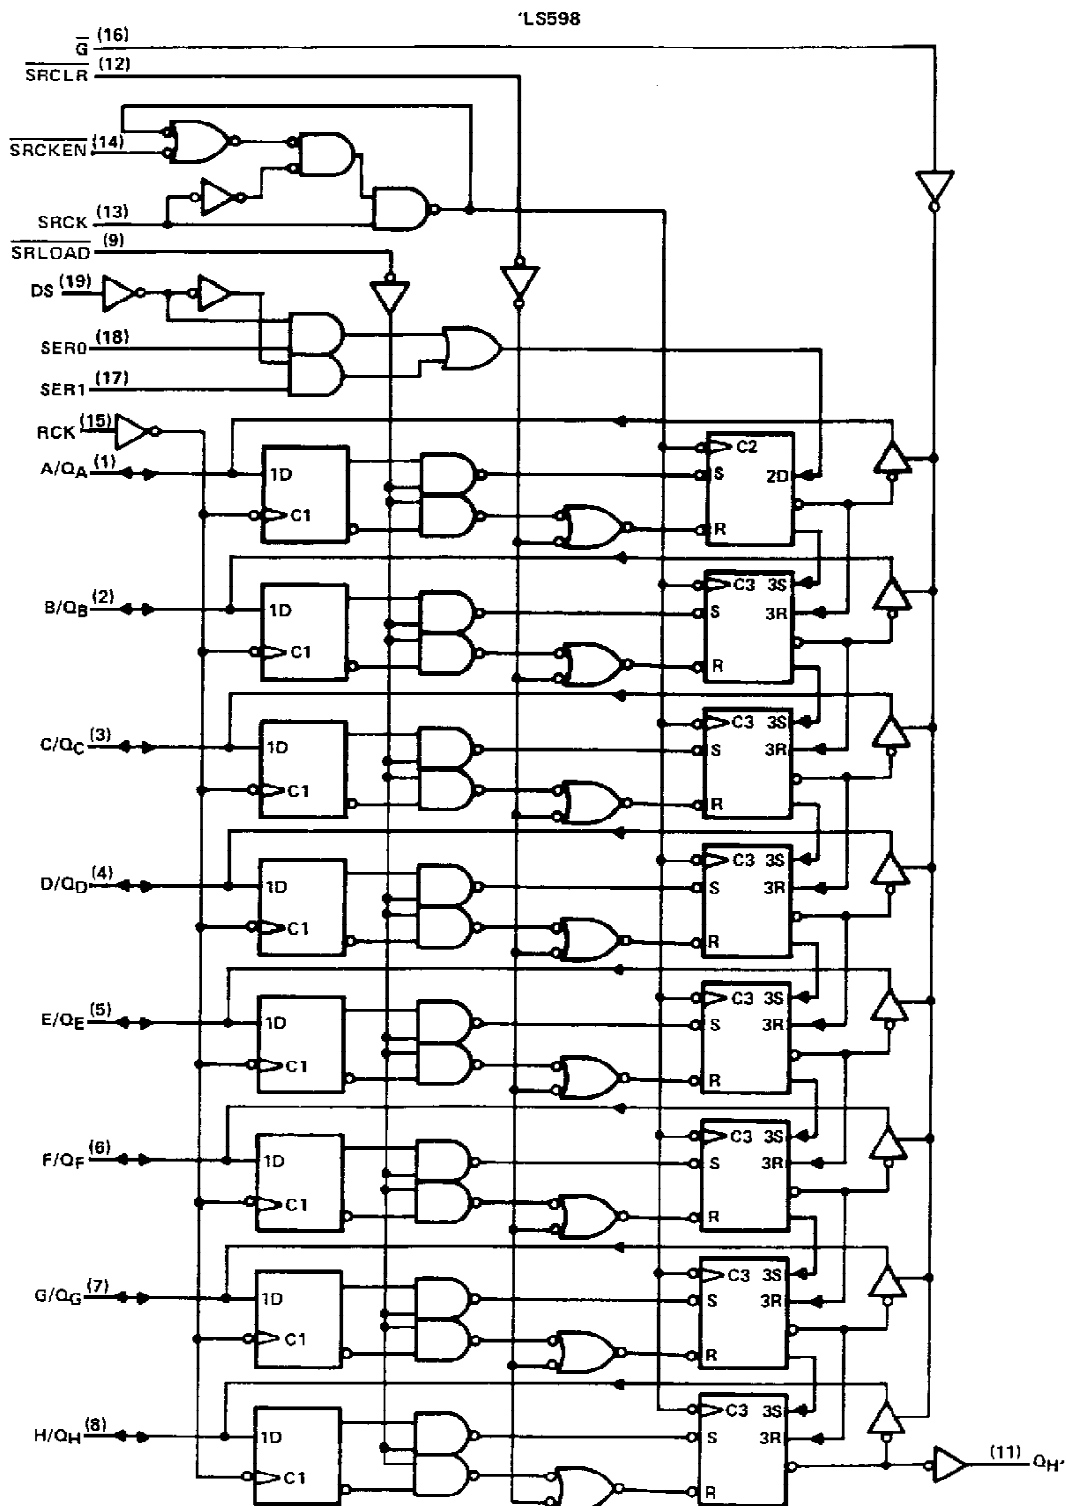 'LS598
G (16)
SRCLR (12)
SRCKEN (14)
SRCK (13)
SRLOAD (9)
DS (19)
SER0 (18)
SER1 (17)
RCK (15)
A/QA (1)
1D
C1
C2
S
2D
R
B/QB (2)
1D
C1
C3 3S
S
3R
R
C/QC (3)
1D
C1
C3 3S
S
3R
R
D/QD (4)
1D
C1
C3 3S
S
3R
R
E/QE (5)
1D
C1
C3 3S
S
3R
R
F/QF (6)
1D
C1
C3 3S
S
3R
R
G/QG (7)
1D
C1
C3 3S
S
3R
R
H/QH (8)
1D
C1
C3 3S
S
3R
R
(11) QH'